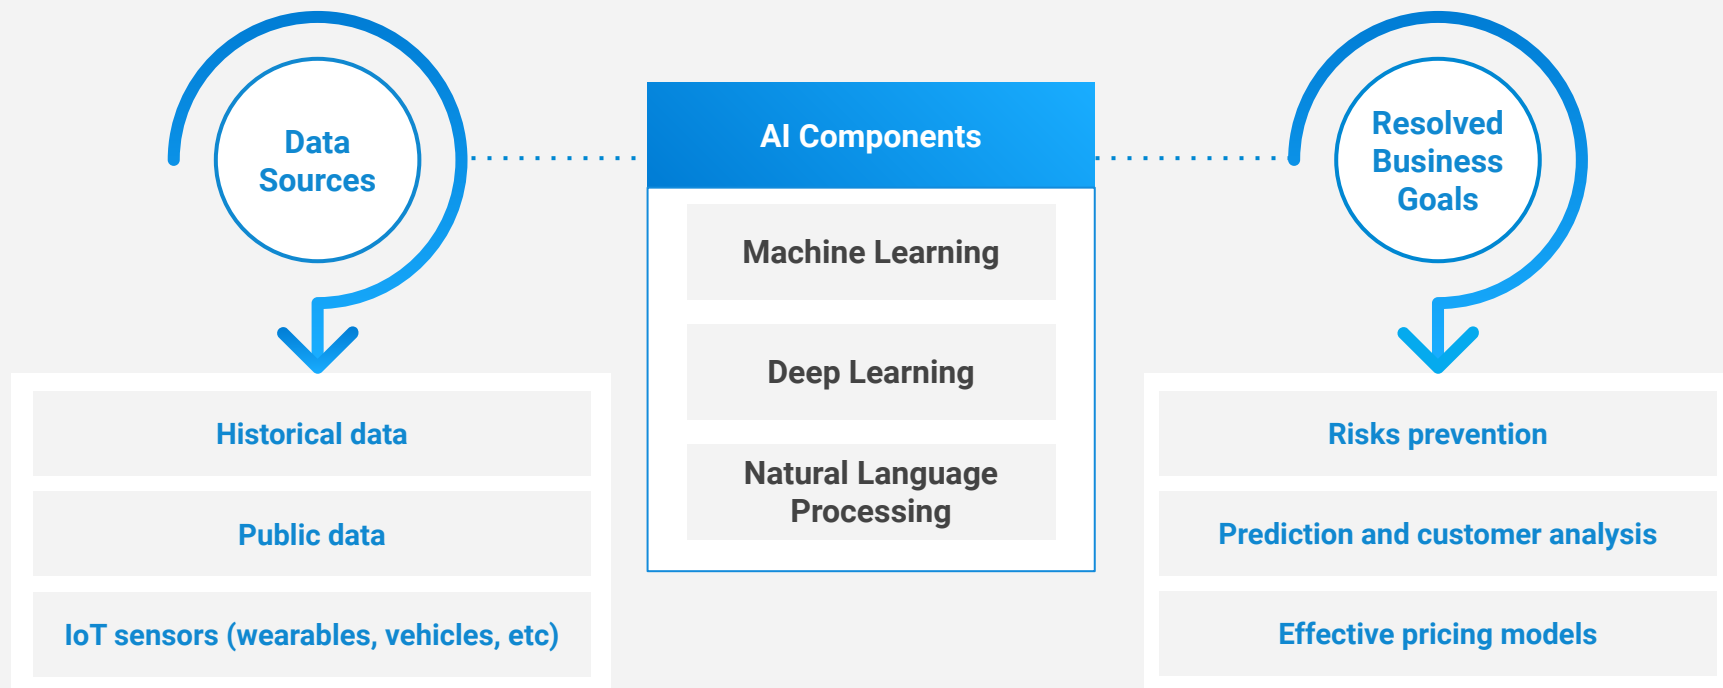 Data
Sources
Historical data
Public data
IoT sensors (wearables, vehicles, etc)
AI Components
Machine Learning
Deep Learning
Natural Language
Processing
Resolved
Business
Goals
Risks prevention
Prediction and customer analysis
Effective pricing models